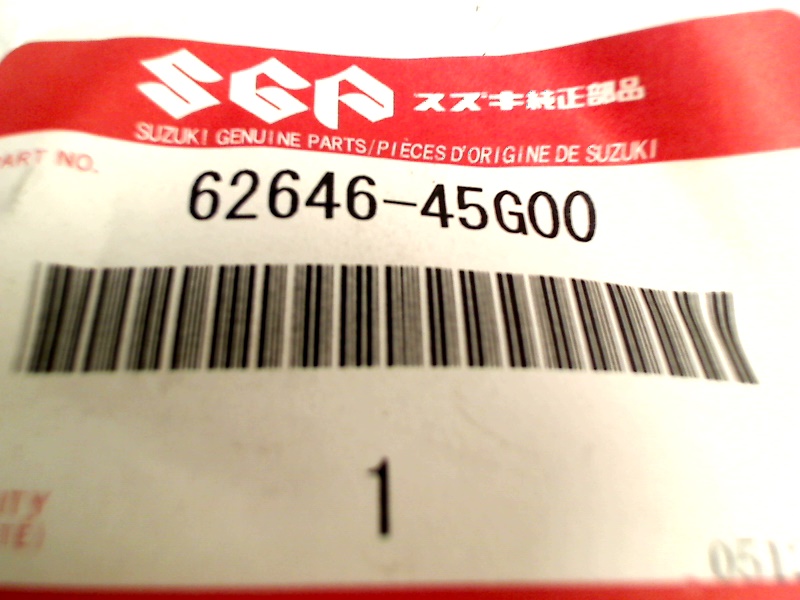 SGP スズキ純正部品
SUZUKI GENUINE PARTS/PIÈCES D'ORIGINE DE SUZUKI
PART NO.
62646-45G00
1